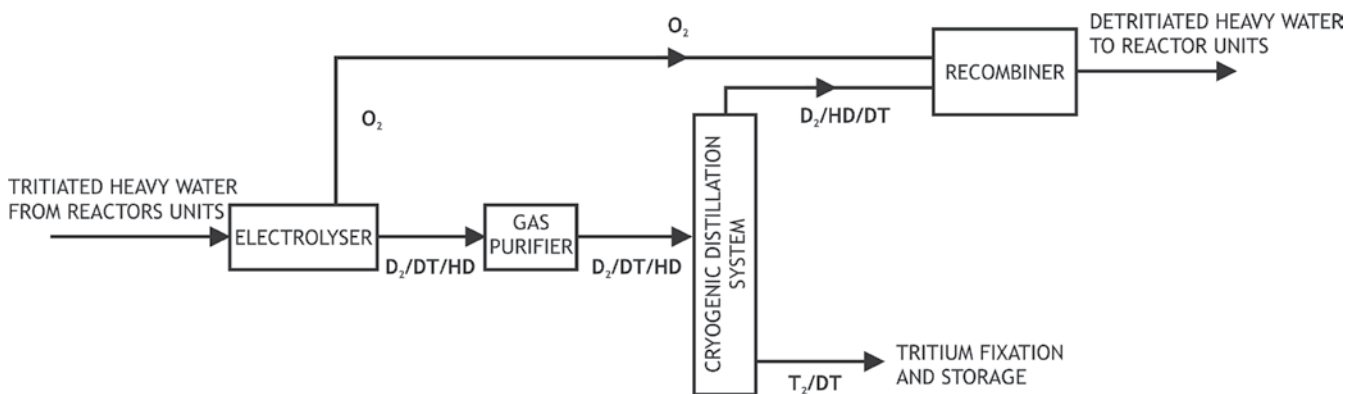 O₂
DETRITIATED HEAVY WATER
TO REACTOR UNITS
RECOMBINER
D₂/HD/DT
O₂
TRITIATED HEAVY WATER
FROM REACTORS UNITS
ELECTROLYSER
D₂/DT/HD
GAS
PURIFIER
D₂/DT/HD
CRYOGENIC DISTILLATION
SYSTEM
T₂/DT
TRITIUM FIXATION
AND STORAGE